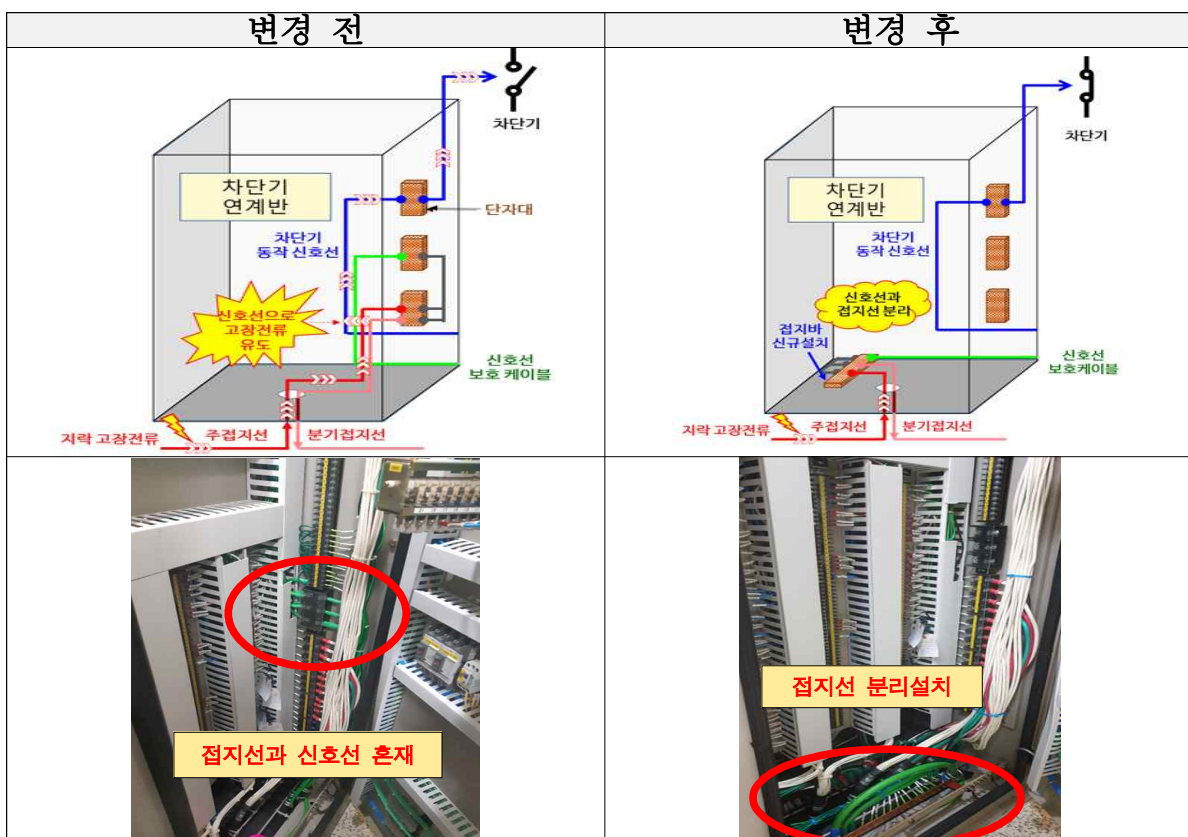 변경 전
변경 후
차단기
차단기
연계반
단자대
차단기
동작 신호선
신호선으로
고장전류
유도
신호선
보호 케이블
지락 고장전류
주접지선
분기접지선
차단기
차단기
연계반
차단기
동작 신호선
신호선과
접지선 분리
접지바
신규설치
신호선
보호케이블
지락 고장전류
주접지선
분기접지선
접지선과 신호선 혼재
접지선 분리설치